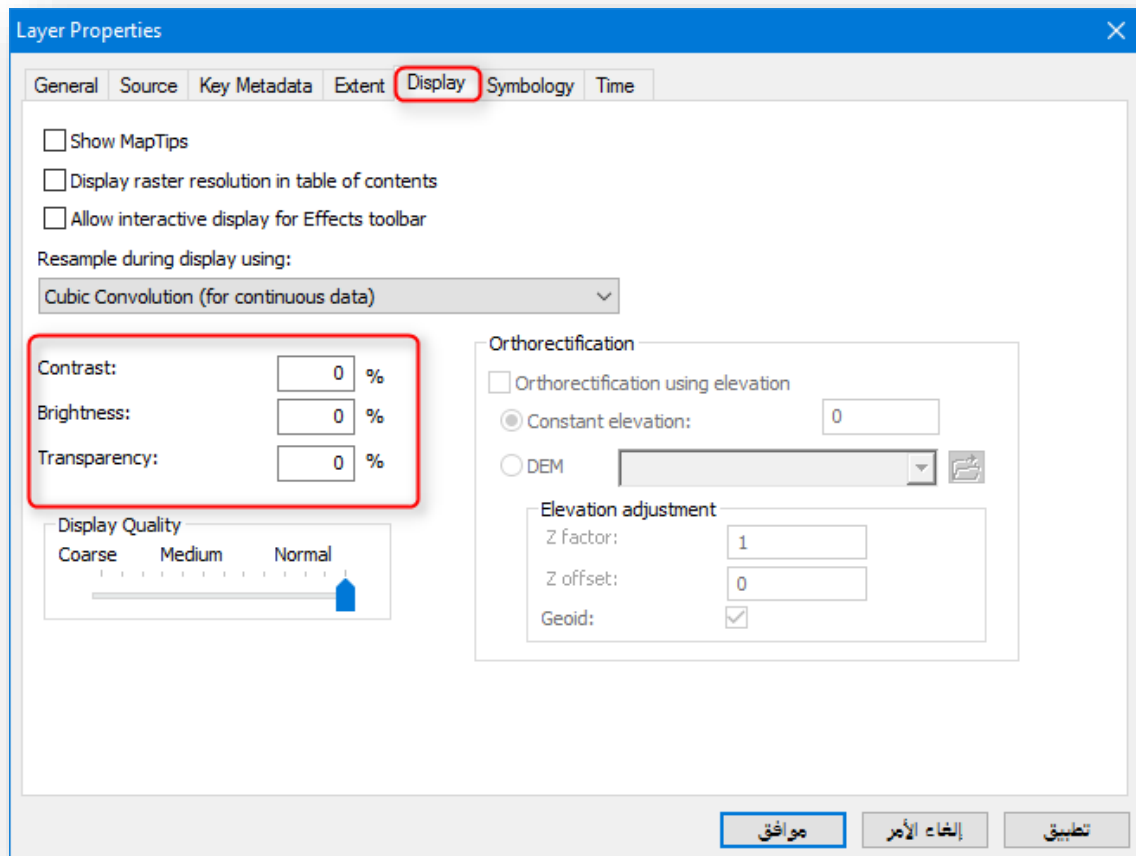 Layer Properties
General Source Key Metadata Extent Display Symbology Time
Show MapTips
Display raster resolution in table of contents
Allow interactive display for Effects toolbar
Resample during display using:
Cubic Convolution (for continuous data)
Contrast: 0 %
Brightness: 0 %
Transparency: 0 %
Display Quality
Coarse Medium Normal
Orthorectification
Orthorectification using elevation
Constant elevation: 0
DEM
Elevation adjustment
Z factor: 1
Z offset: 0
Geoid:
موافق إلغاء الأمر تطبيق